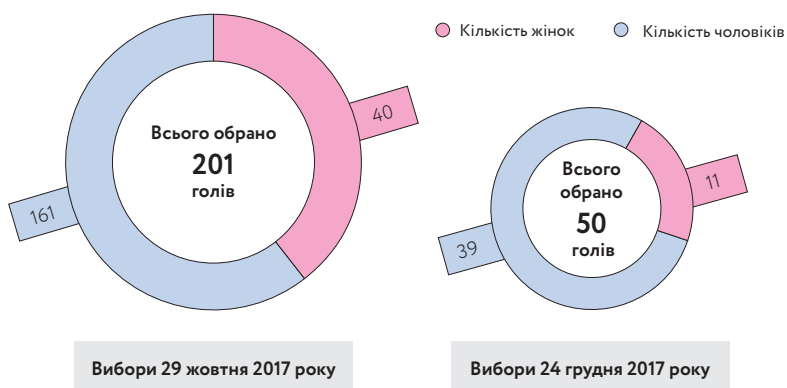 Кількість жінок
Кількість чоловіків
Всього обрано
201
голів
40
161
Всього
обрано
50
голів
11
39
Вибори 29 жовтня 2017 року
Вибори 24 грудня 2017 року